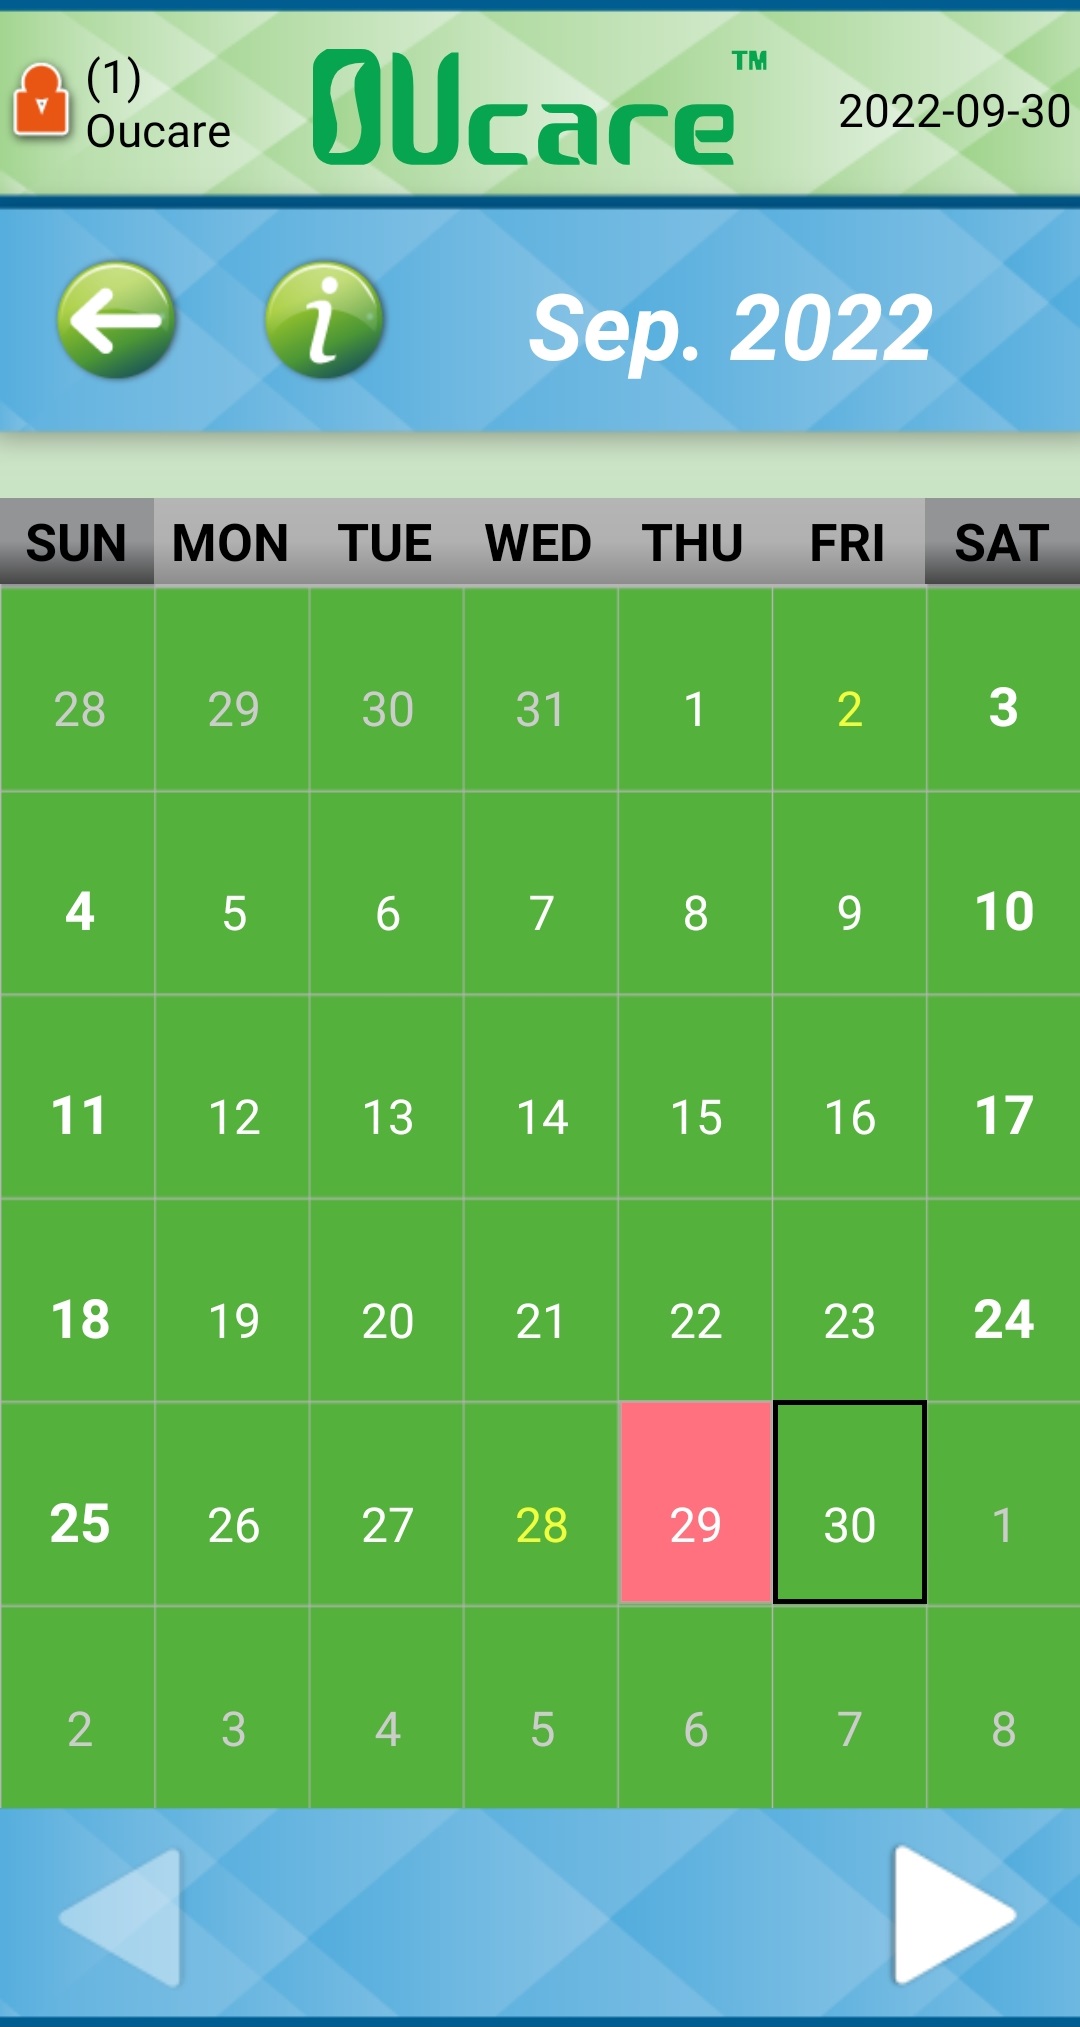 (1)
Oucare
OUcare™
2022-09-30
i
Sep. 2022
SUN MON TUE WED THU FRI SAT
28 29 30 31 1 2 3
4 5 6 7 8 9 10
11 12 13 14 15 16 17
18 19 20 21 22 23 24
25 26 27 28 29 30 1
2 3 4 5 6 7 8